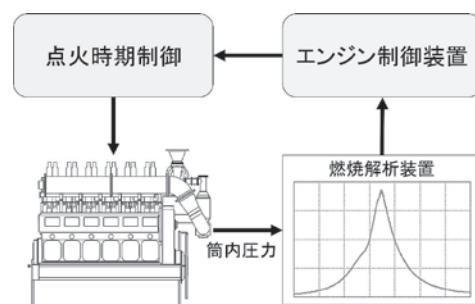 点火時期制御
エンジン制御装置
燃焼解析装置
筒内圧力